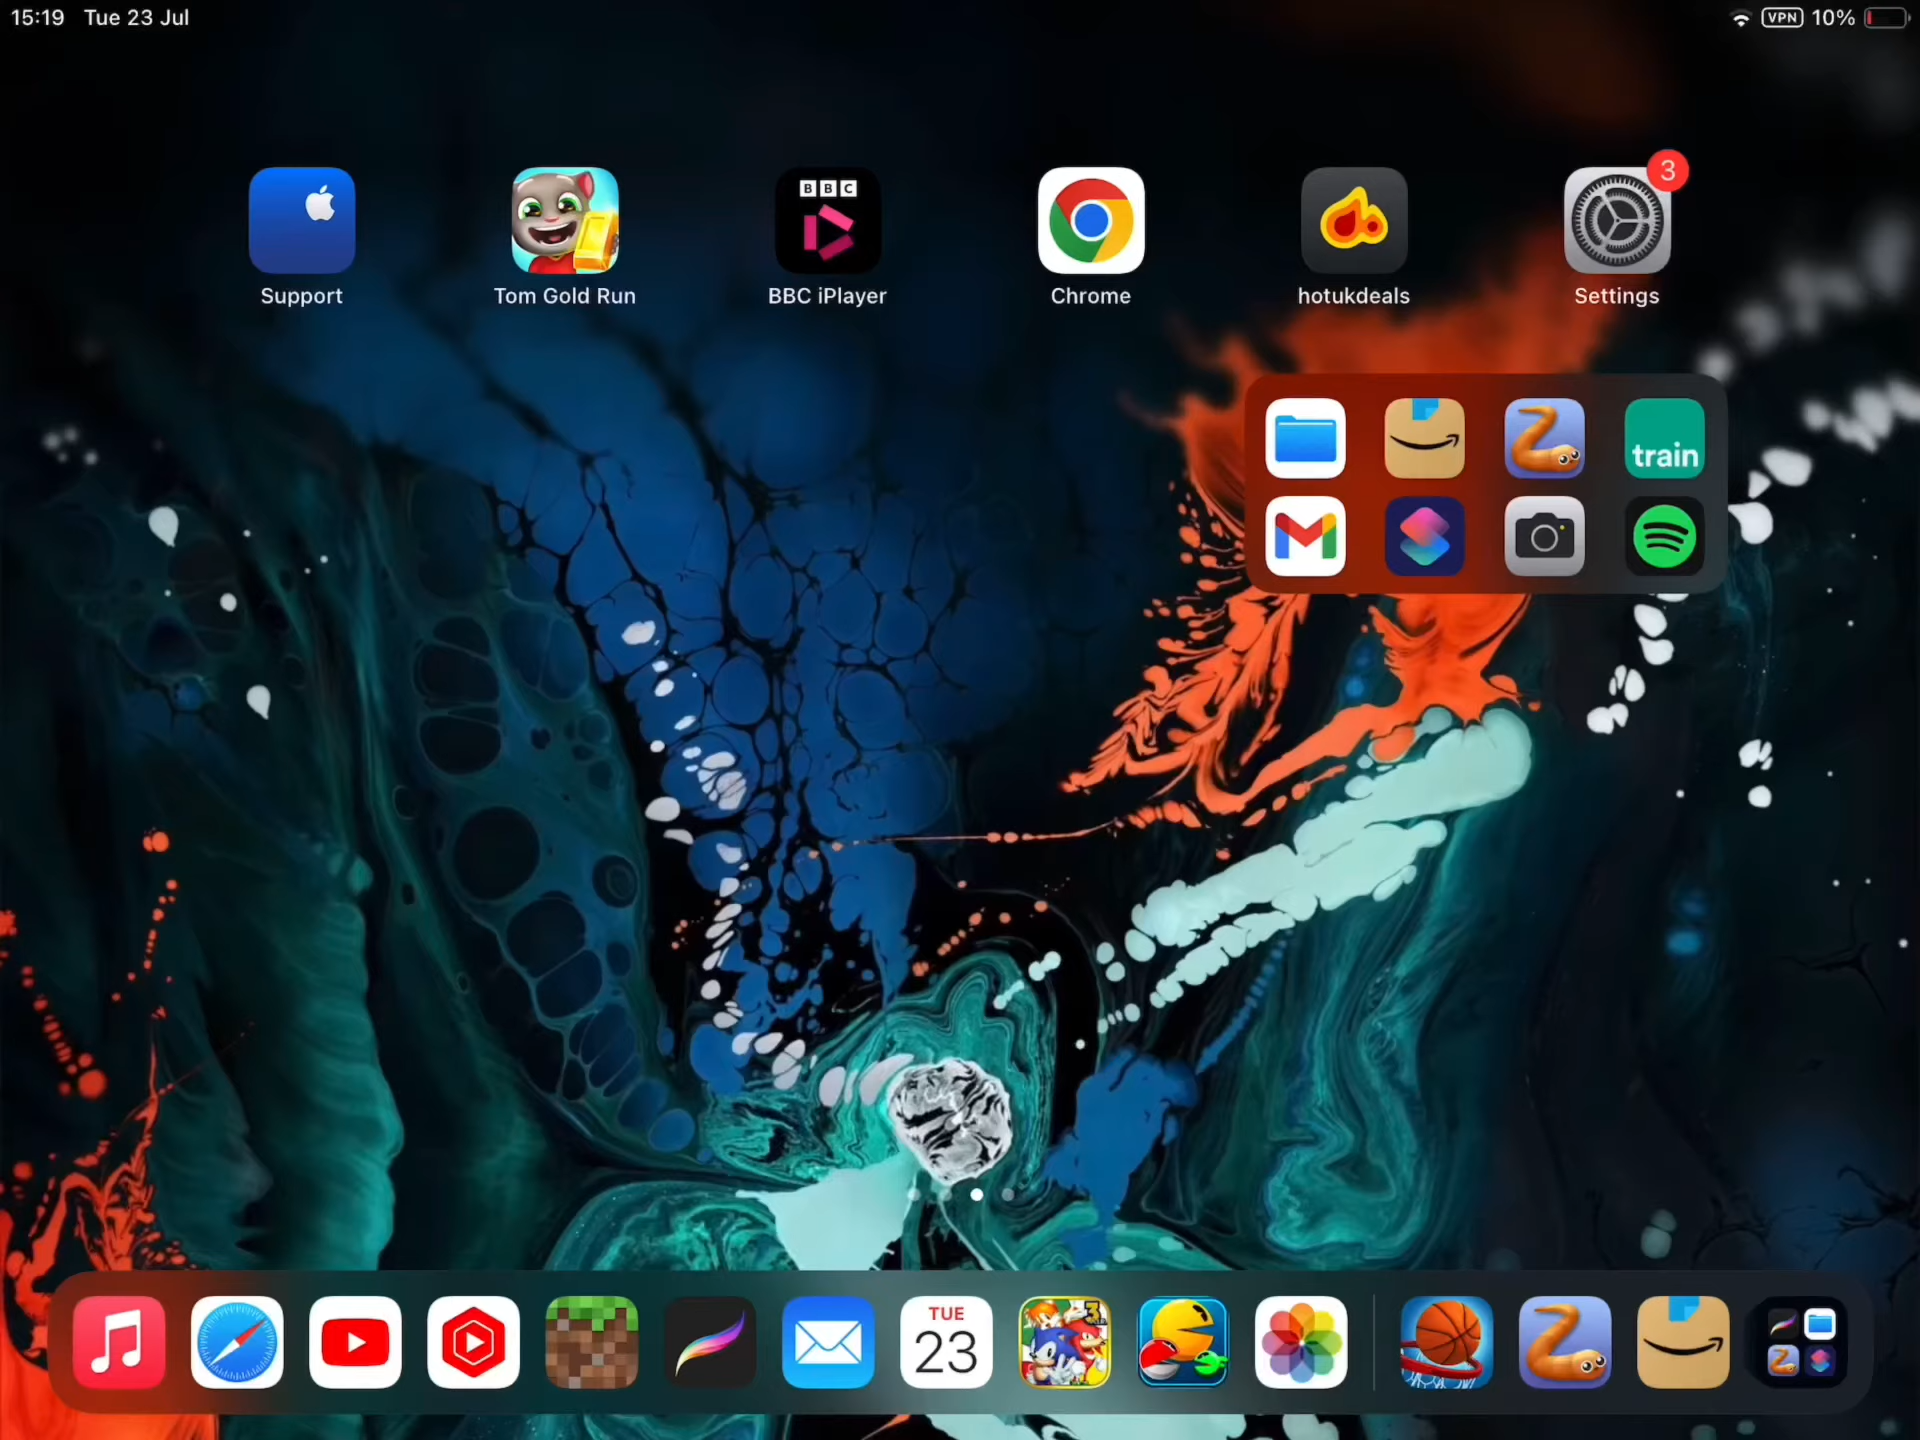 15:19 Tue 23 Jul
VPN 10%
BBC
3
Support
Tom Gold Run
BBC iPlayer
Chrome
hotukdeals
Settings
train
TUE
23
3